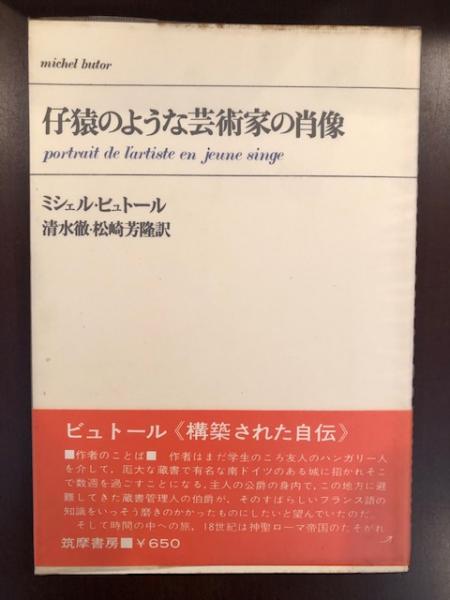 michel butor
仔猿のような芸術家の肖像
portrait de l'artiste en jeune singe
ミシェル・ビュトール
清水徹・松崎芳隆訳
ビュトール《構築された自伝》
■作者のことば■ 作者はまだ学生のころ友人のハンガリー人
を介して、厖大な蔵書で有名な南ドイツのある城に招かれそこ
で数週を過ごすことになる。主人の公爵の身内で、この地方に避
難してきた蔵書管理人の伯爵が、そのすばらしいフランス語の
知識をいっそう磨きのかかったものにしたいと望んでいたのだ。
そして時間の中への旅，18世紀は神聖ローマ帝国のたそがれ
筑摩書房■￥650